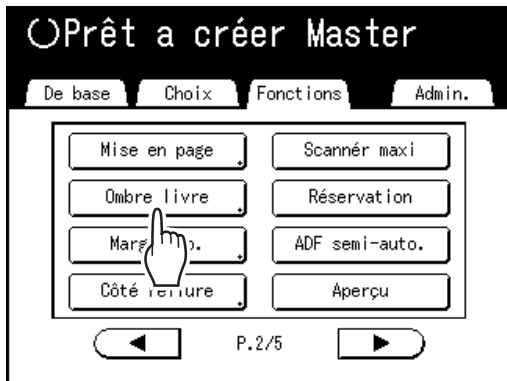 Prêt a créer Master
De base Choix Fonctions Admin.
Mise en page Scannér maxi
Ombre livre Réservation
ADF semi-auto.
Côté Aperçu
P.2/5